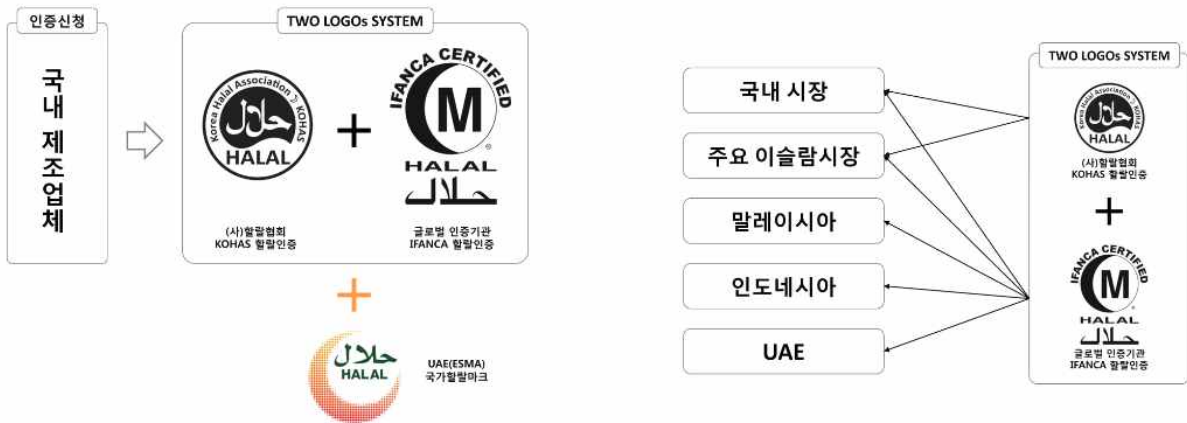 인증신청
국내 제조업체
TWO LOGOs SYSTEM
Korea Halal Association KOHAS
حلال
HALAL
+
IFANCA CERTIFIED
M
®
HALAL
حلال
(사)할랄협회
KOHAS 할랄인증
글로벌 인증기관
IFANCA 할랄인증
+
حلال
HALAL
UAE(ESMA)
국가할랄마크
국내 시장
주요 이슬람시장
말레이시아
인도네시아
UAE
TWO LOGOs SYSTEM
Korea Halal Association KOHAS
حلال
HALAL
(사)할랄협회
KOHAS 할랄인증
+
IFANCA CERTIFIED
M
HALAL
حلال
글로벌 인증기관
IFANCA 할랄인증